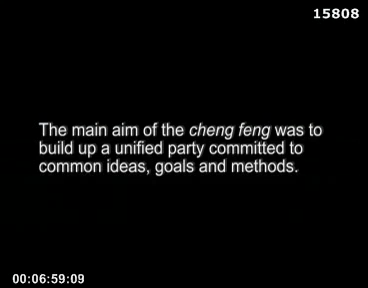 15808
The main aim of the cheng feng was to
build up a unified party committed to
common ideas, goals and methods.
00:06:59:09